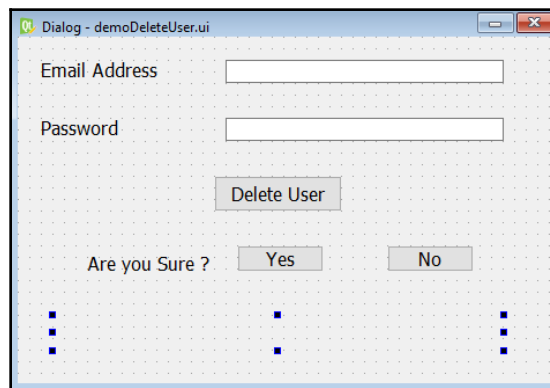 Dialog - demoDeleteUser.ui
Email Address
Password
Delete User
Are you Sure ? Yes No